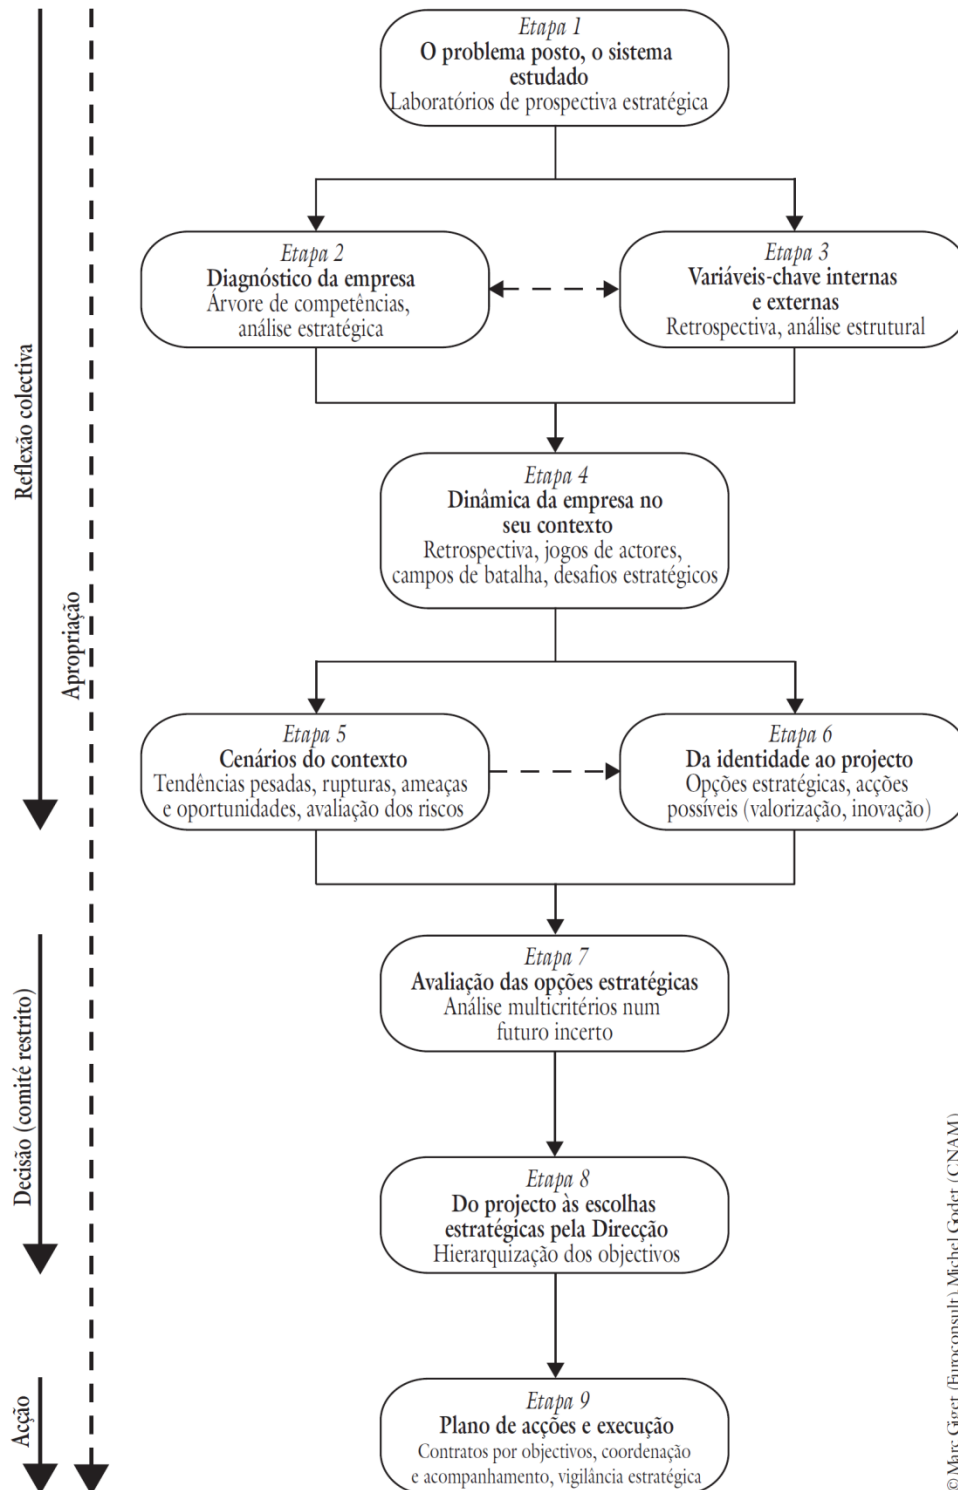 Etapa 1
O problema posto, o sistema
estudado
Laboratórios de prospectiva estratégica
Etapa 2
Diagnóstico da empresa
Árvore de competências,
análise estratégica
Etapa 3
Variáveis-chave internas
e externas
Retrospectiva, análise estrutural
Etapa 4
Dinâmica da empresa no
seu contexto
Retrospectiva, jogos de actores,
campos de batalha, desafios estratégicos
Etapa 5
Cenários do contexto
Tendências pesadas, rupturas, ameaças
e oportunidades, avaliação dos riscos
Etapa 6
Da identidade ao projecto
Opções estratégicas, acções
possíveis (valorização, inovação)
Etapa 7
Avaliação das opções estratégicas
Análise multicritérios num
futuro incerto
Etapa 8
Do projecto às escolhas
estratégicas pela Direcção
Hierarquização dos objectivos
Etapa 9
Plano de acções e execução
Contratos por objectivos, coordenação
e acompanhamento, vigilância estratégica
Reflexão colectiva
Apropriação
Decisão (comité restrito)
Acção
© Marc Giget (Euroconsult) Michel Godet (CNAM)